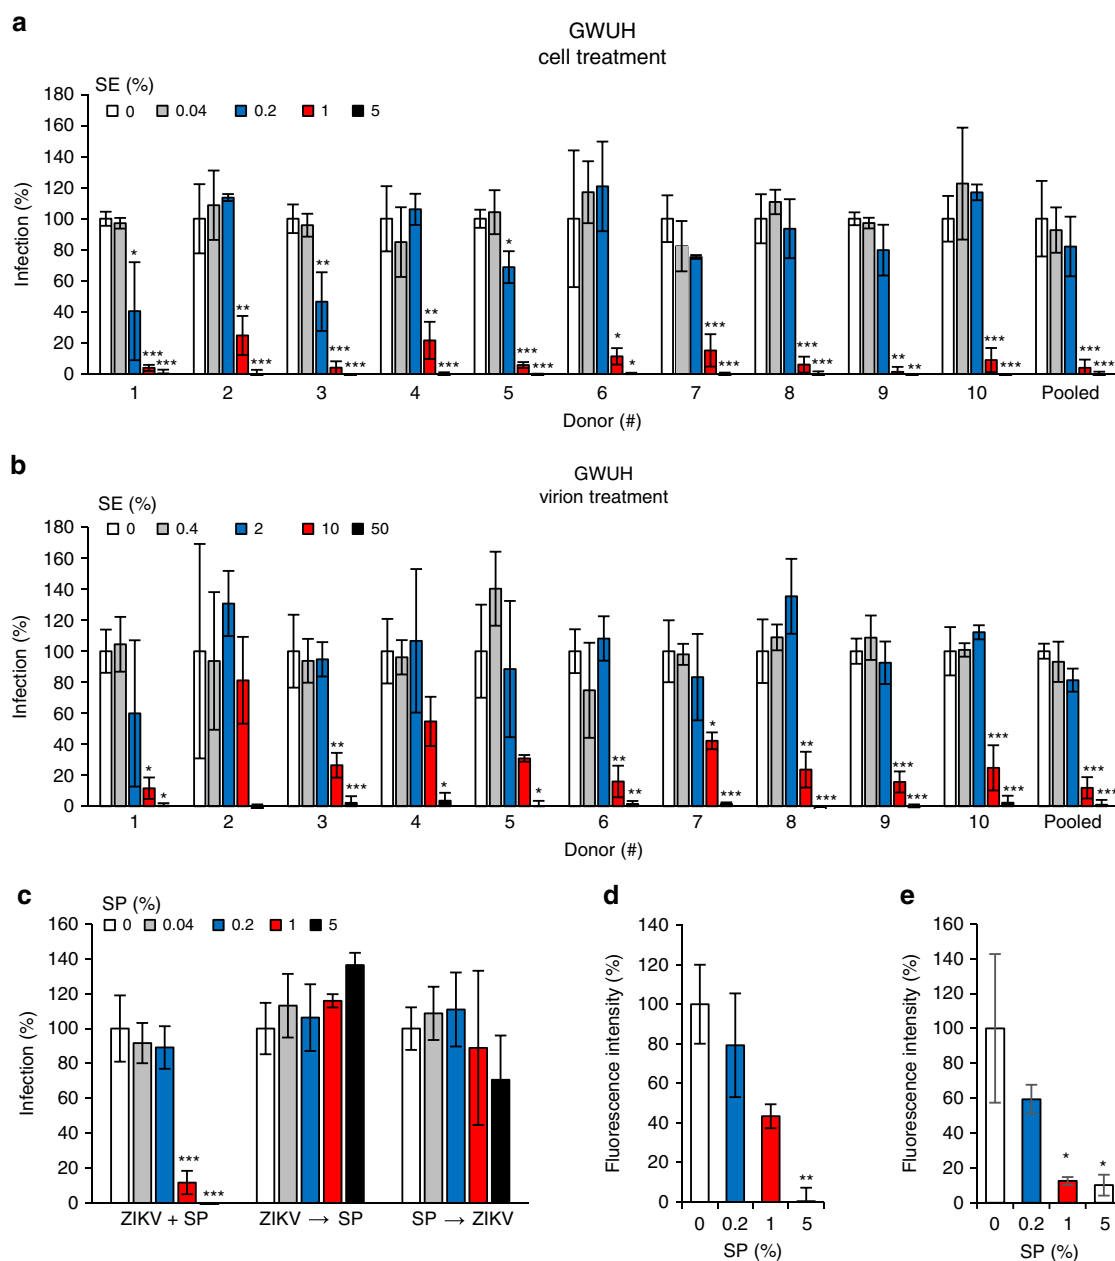 a
GWUH
cell treatment
SE (%)
0 0.04 0.2 1 5
180
160
140
120
100
80
60
40
20
0
Infection (%)
* *** ***
** ***
** *** ***
** ***
* *** ***
* *
*** ***
*** ***
** **
*** ***
*** ***
1 2 3 4 5 6 7 8 9 10 Pooled
Donor (#)
b
GWUH
virion treatment
SE (%)
0 0.4 2 10 50
180
160
140
120
100
80
60
40
20
0
Infection (%)
* *
** ***
*
*
** **
* ***
** ***
*** ***
*** ***
*** ***
1 2 3 4 5 6 7 8 9 10 Pooled
Donor (#)
c
SP (%)
0 0.04 0.2 1 5
160
140
120
100
80
60
40
20
0
Infection (%)
*** ***
ZIKV + SP ZIKV → SP SP → ZIKV
d
140
120
100
80
60
40
20
0
Fluorescence intensity (%)
**
0 0.2 1 5
SP (%)
e
160
140
120
100
80
60
40
20
0
Fluorescence intensity (%)
* *
0 0.2 1 5
SP (%)